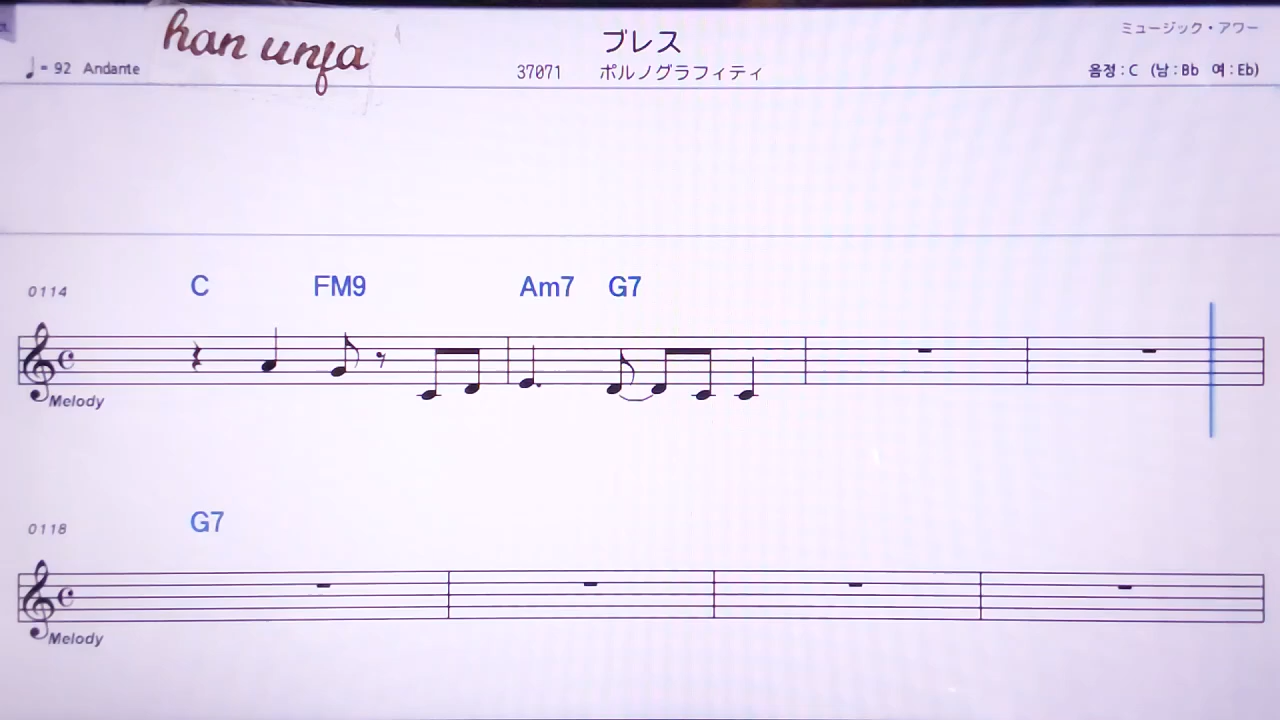 han unfa
ブレス
ミュージック・アワー
♩= 92 Andante
37071 ポルノグラフィティ
음정 : C (남 : Bb 여 : Eb)
0114 C FM9 Am7 G7
Melody
0118 G7
Melody